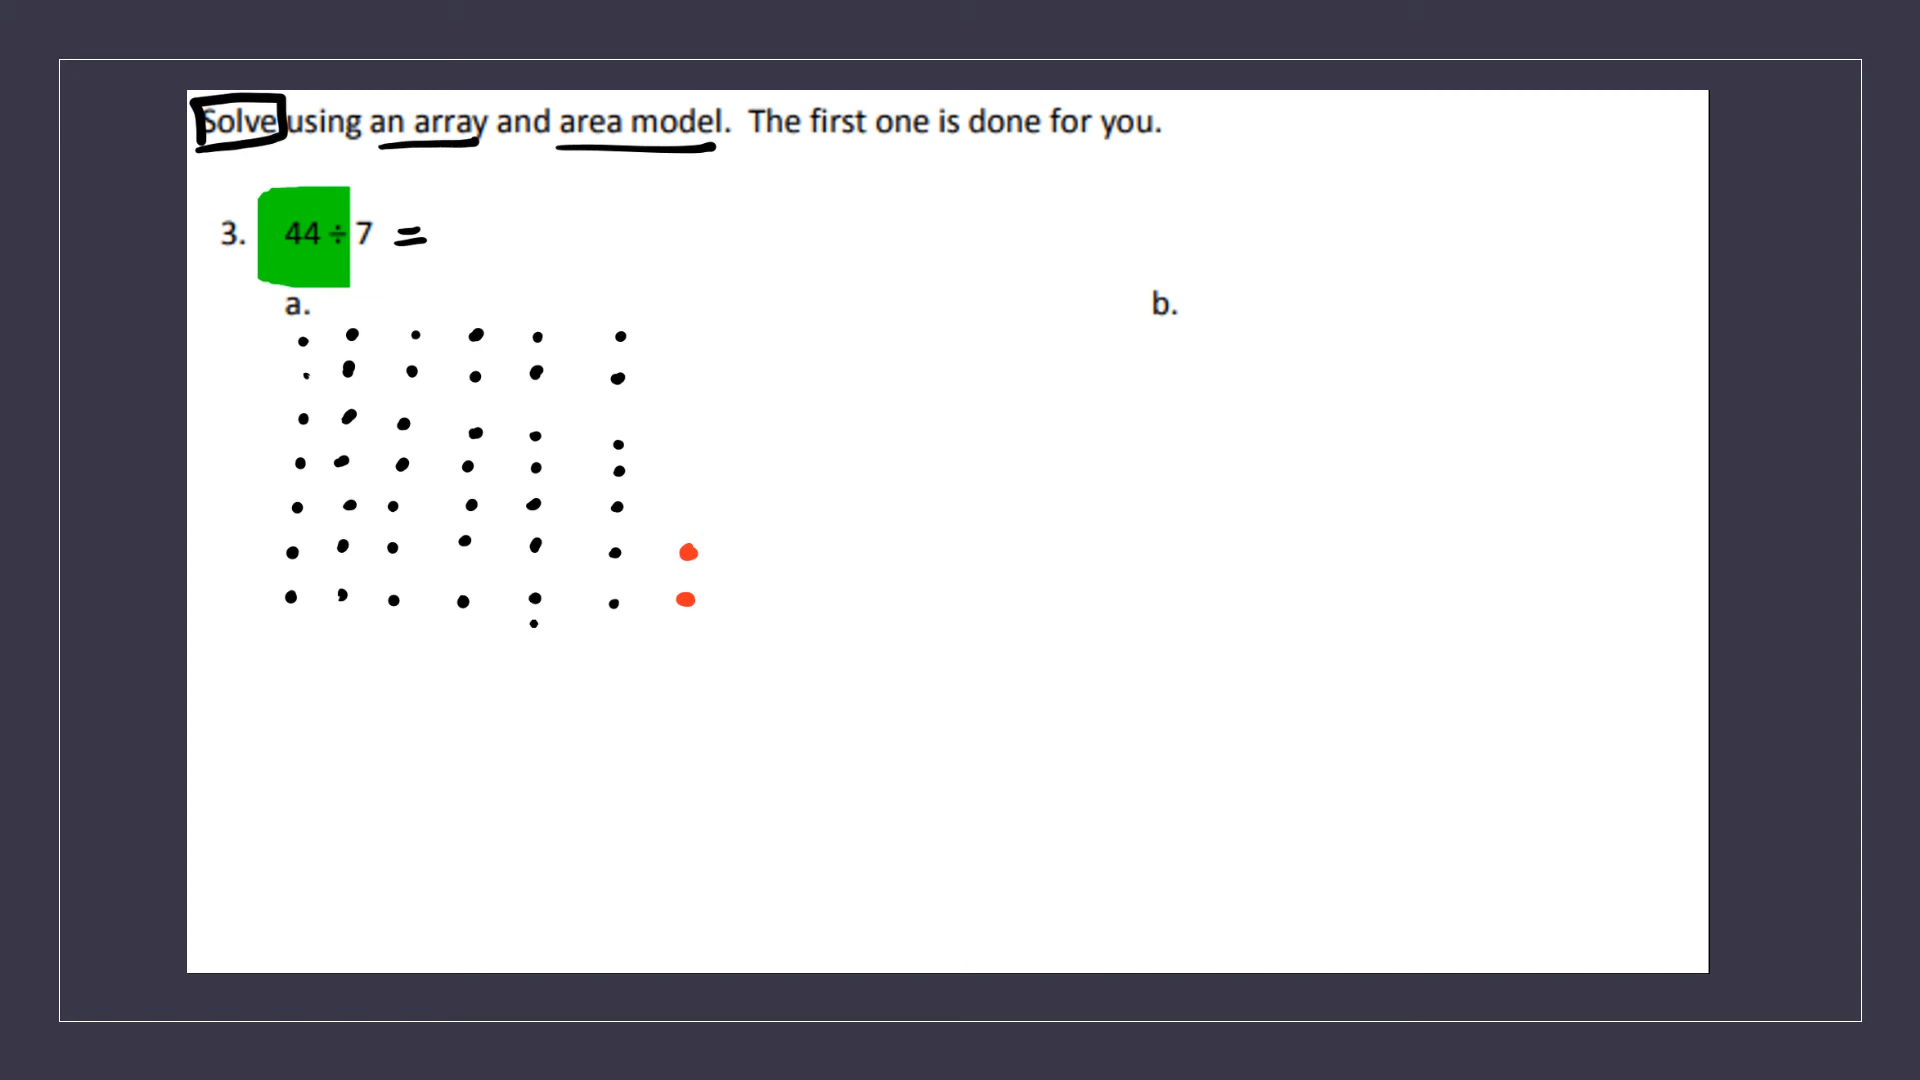 Solve using an array and area model. The first one is done for you.
3. 44 ÷ 7 =
a.
b.